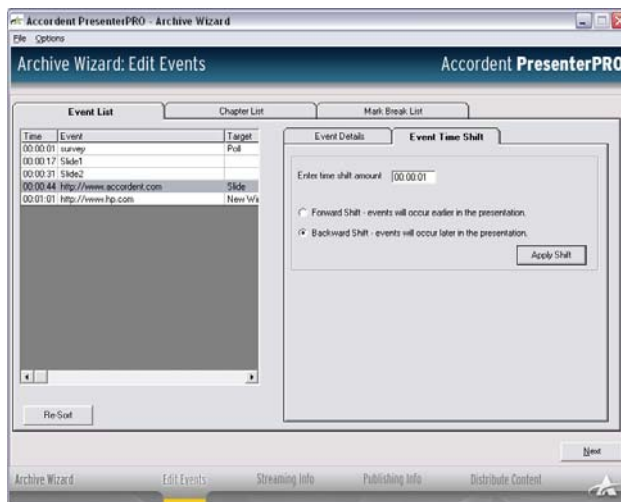 Accordent PresenterPRO - Archive Wizard
File Options
Archive Wizard: Edit Events Accordent PresenterPRO
Event List Chapter List Mark Break List
Time Event Target
00:00:01 survey Poll
00:00:17 Slide1
00:00:31 Slide2
00:00:44 http://www.accordent.com Slide
00:01:01 http://www.hp.com New Wi
Event Details Event Time Shift
Enter time shift amount 00:00:01
Forward Shift - events will occur earlier in the presentation.
Backward Shift - events will occur later in the presentation.
Apply Shift
Re-Sort
Next
Archive Wizard Edit Events Streaming Info Publishing Info Distribute Content